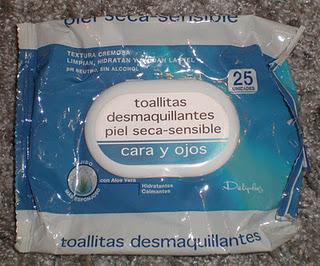 piel seca-sensible
TEXTURA CREMOSA
LIMPIAN, HIDRATAN Y LA PIEL
SIN ALCOHOL
25
UNIDADES
toallitas
desmaquillantes
piel seca-sensible
cara y ojos
con Aloe Vera
Hidratantes
Calmantes
Deliplus
toallitas desmaquillantes